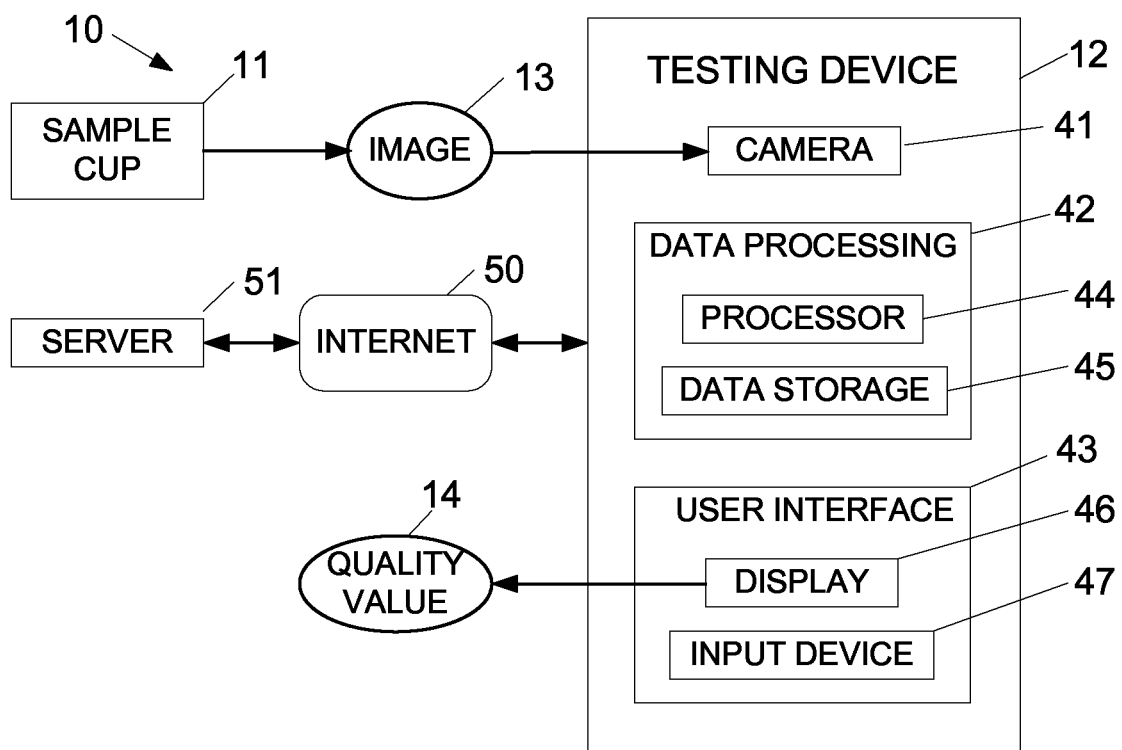 10
11
13
TESTING DEVICE
12
SAMPLE
CUP
IMAGE
CAMERA
41
42
DATA PROCESSING
51
50
44
PROCESSOR
SERVER
INTERNET
45
DATA STORAGE
43
14
USER INTERFACE
46
QUALITY
VALUE
DISPLAY
47
INPUT DEVICE